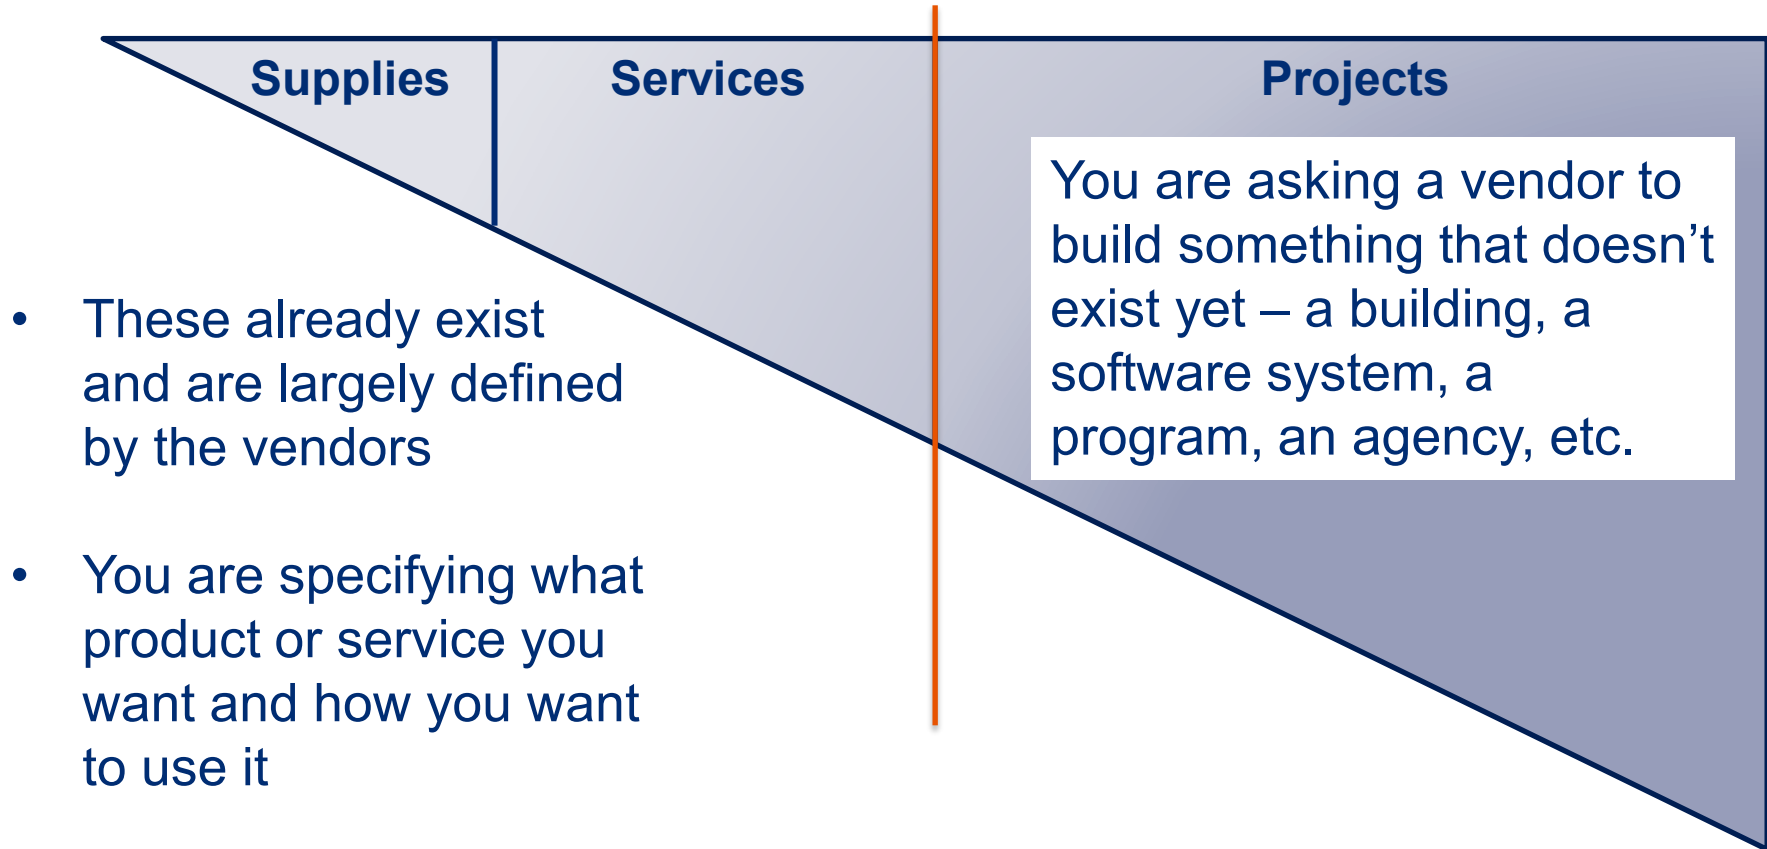 Supplies
Services
Projects
You are asking a vendor to
build something that doesn’t
exist yet – a building, a
software system, a
program, an agency, etc.
• These already exist
and are largely defined
by the vendors
• You are specifying what
product or service you
want and how you want
to use it